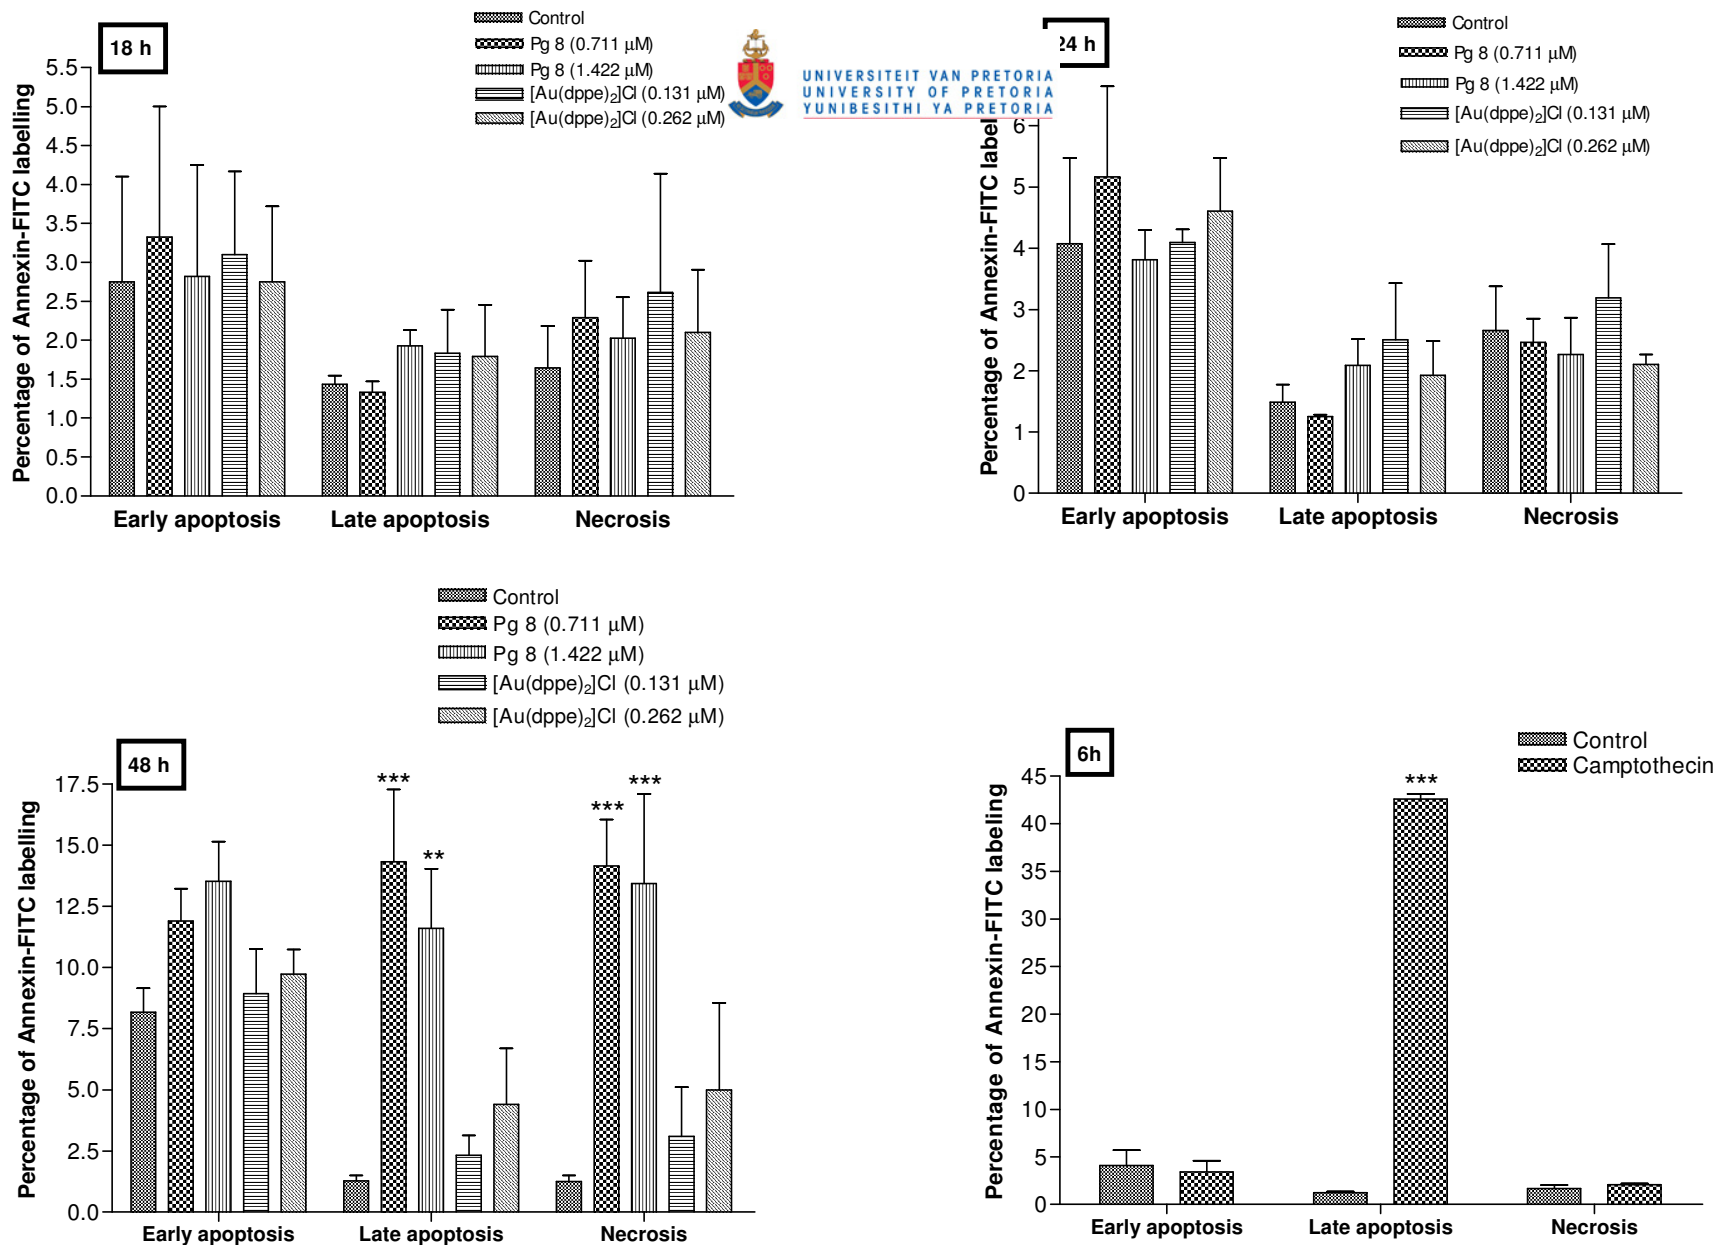 18 h
Control
Pg 8 (0.711 µM)
Pg 8 (1.422 µM)
[Au(dppe)2]Cl (0.131 µM)
[Au(dppe)2]Cl (0.262 µM)
5.5
5.0
4.5
4.0
3.5
3.0
2.5
2.0
1.5
1.0
0.5
0.0
Percentage of Annexin-FITC labelling
Early apoptosis Late apoptosis Necrosis
UNIVERSITEIT VAN PRETORIA
UNIVERSITY OF PRETORIA
YUNIBESITHI YA PRETORIA
24 h
Control
Pg 8 (0.711 µM)
Pg 8 (1.422 µM)
[Au(dppe)2]Cl (0.131 µM)
[Au(dppe)2]Cl (0.262 µM)
6
5
4
3
2
1
0
Percentage of Annexin-FITC labell
Early apoptosis Late apoptosis Necrosis
Control
Pg 8 (0.711 µM)
Pg 8 (1.422 µM)
[Au(dppe)2]Cl (0.131 µM)
[Au(dppe)2]Cl (0.262 µM)
48 h
17.5
15.0
12.5
10.0
7.5
5.0
2.5
0.0
Percentage of Annexin-FITC labelling
***
**
***
***
Early apoptosis Late apoptosis Necrosis
6h
Control
Camptothecin
45
40
35
30
25
20
15
10
5
0
Percentage of Annexin-FITC labeling
***
Early apoptosis Late apoptosis Necrosis